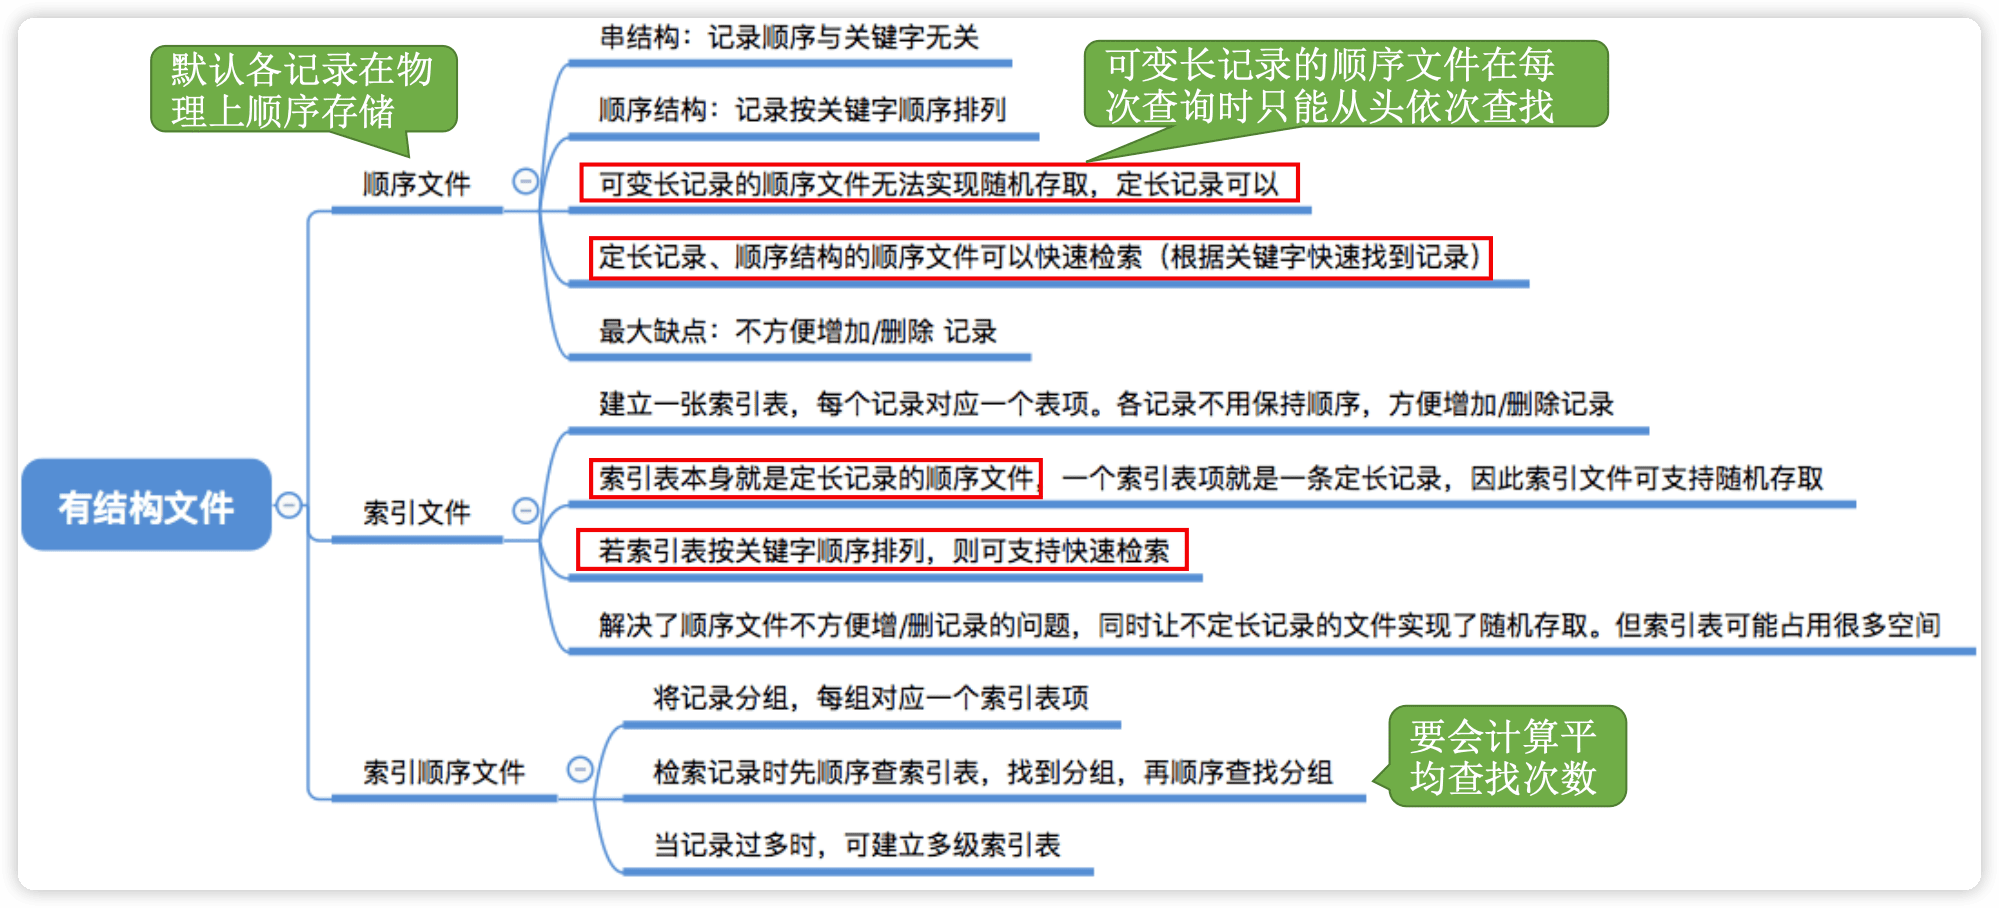 默认各记录在物
理上顺序存储
串结构：记录顺序与关键字无关
可变长记录的顺序文件在每
次查询时只能从头依次查找
顺序结构：记录按关键字顺序排列
顺序文件
可变长记录的顺序文件无法实现随机存取，定长记录可以
定长记录、顺序结构的顺序文件可以快速检索（根据关键字快速找到记录）
最大缺点：不方便增加/删除 记录
建立一张索引表，每个记录对应一个表项。各记录不用保持顺序，方便增加/删除记录
有结构文件
索引文件
索引表本身就是定长记录的顺序文件，一个索引表项就是一条定长记录，因此索引文件可支持随机存取
若索引表按关键字顺序排列，则可支持快速检索
解决了顺序文件不方便增/删记录的问题，同时让不定长记录的文件实现了随机存取。但索引表可能占用很多空间
将记录分组，每组对应一个索引表项
索引顺序文件
检索记录时先顺序查索引表，找到分组，再顺序查找分组
要会计算平
均查找次数
当记录过多时，可建立多级索引表